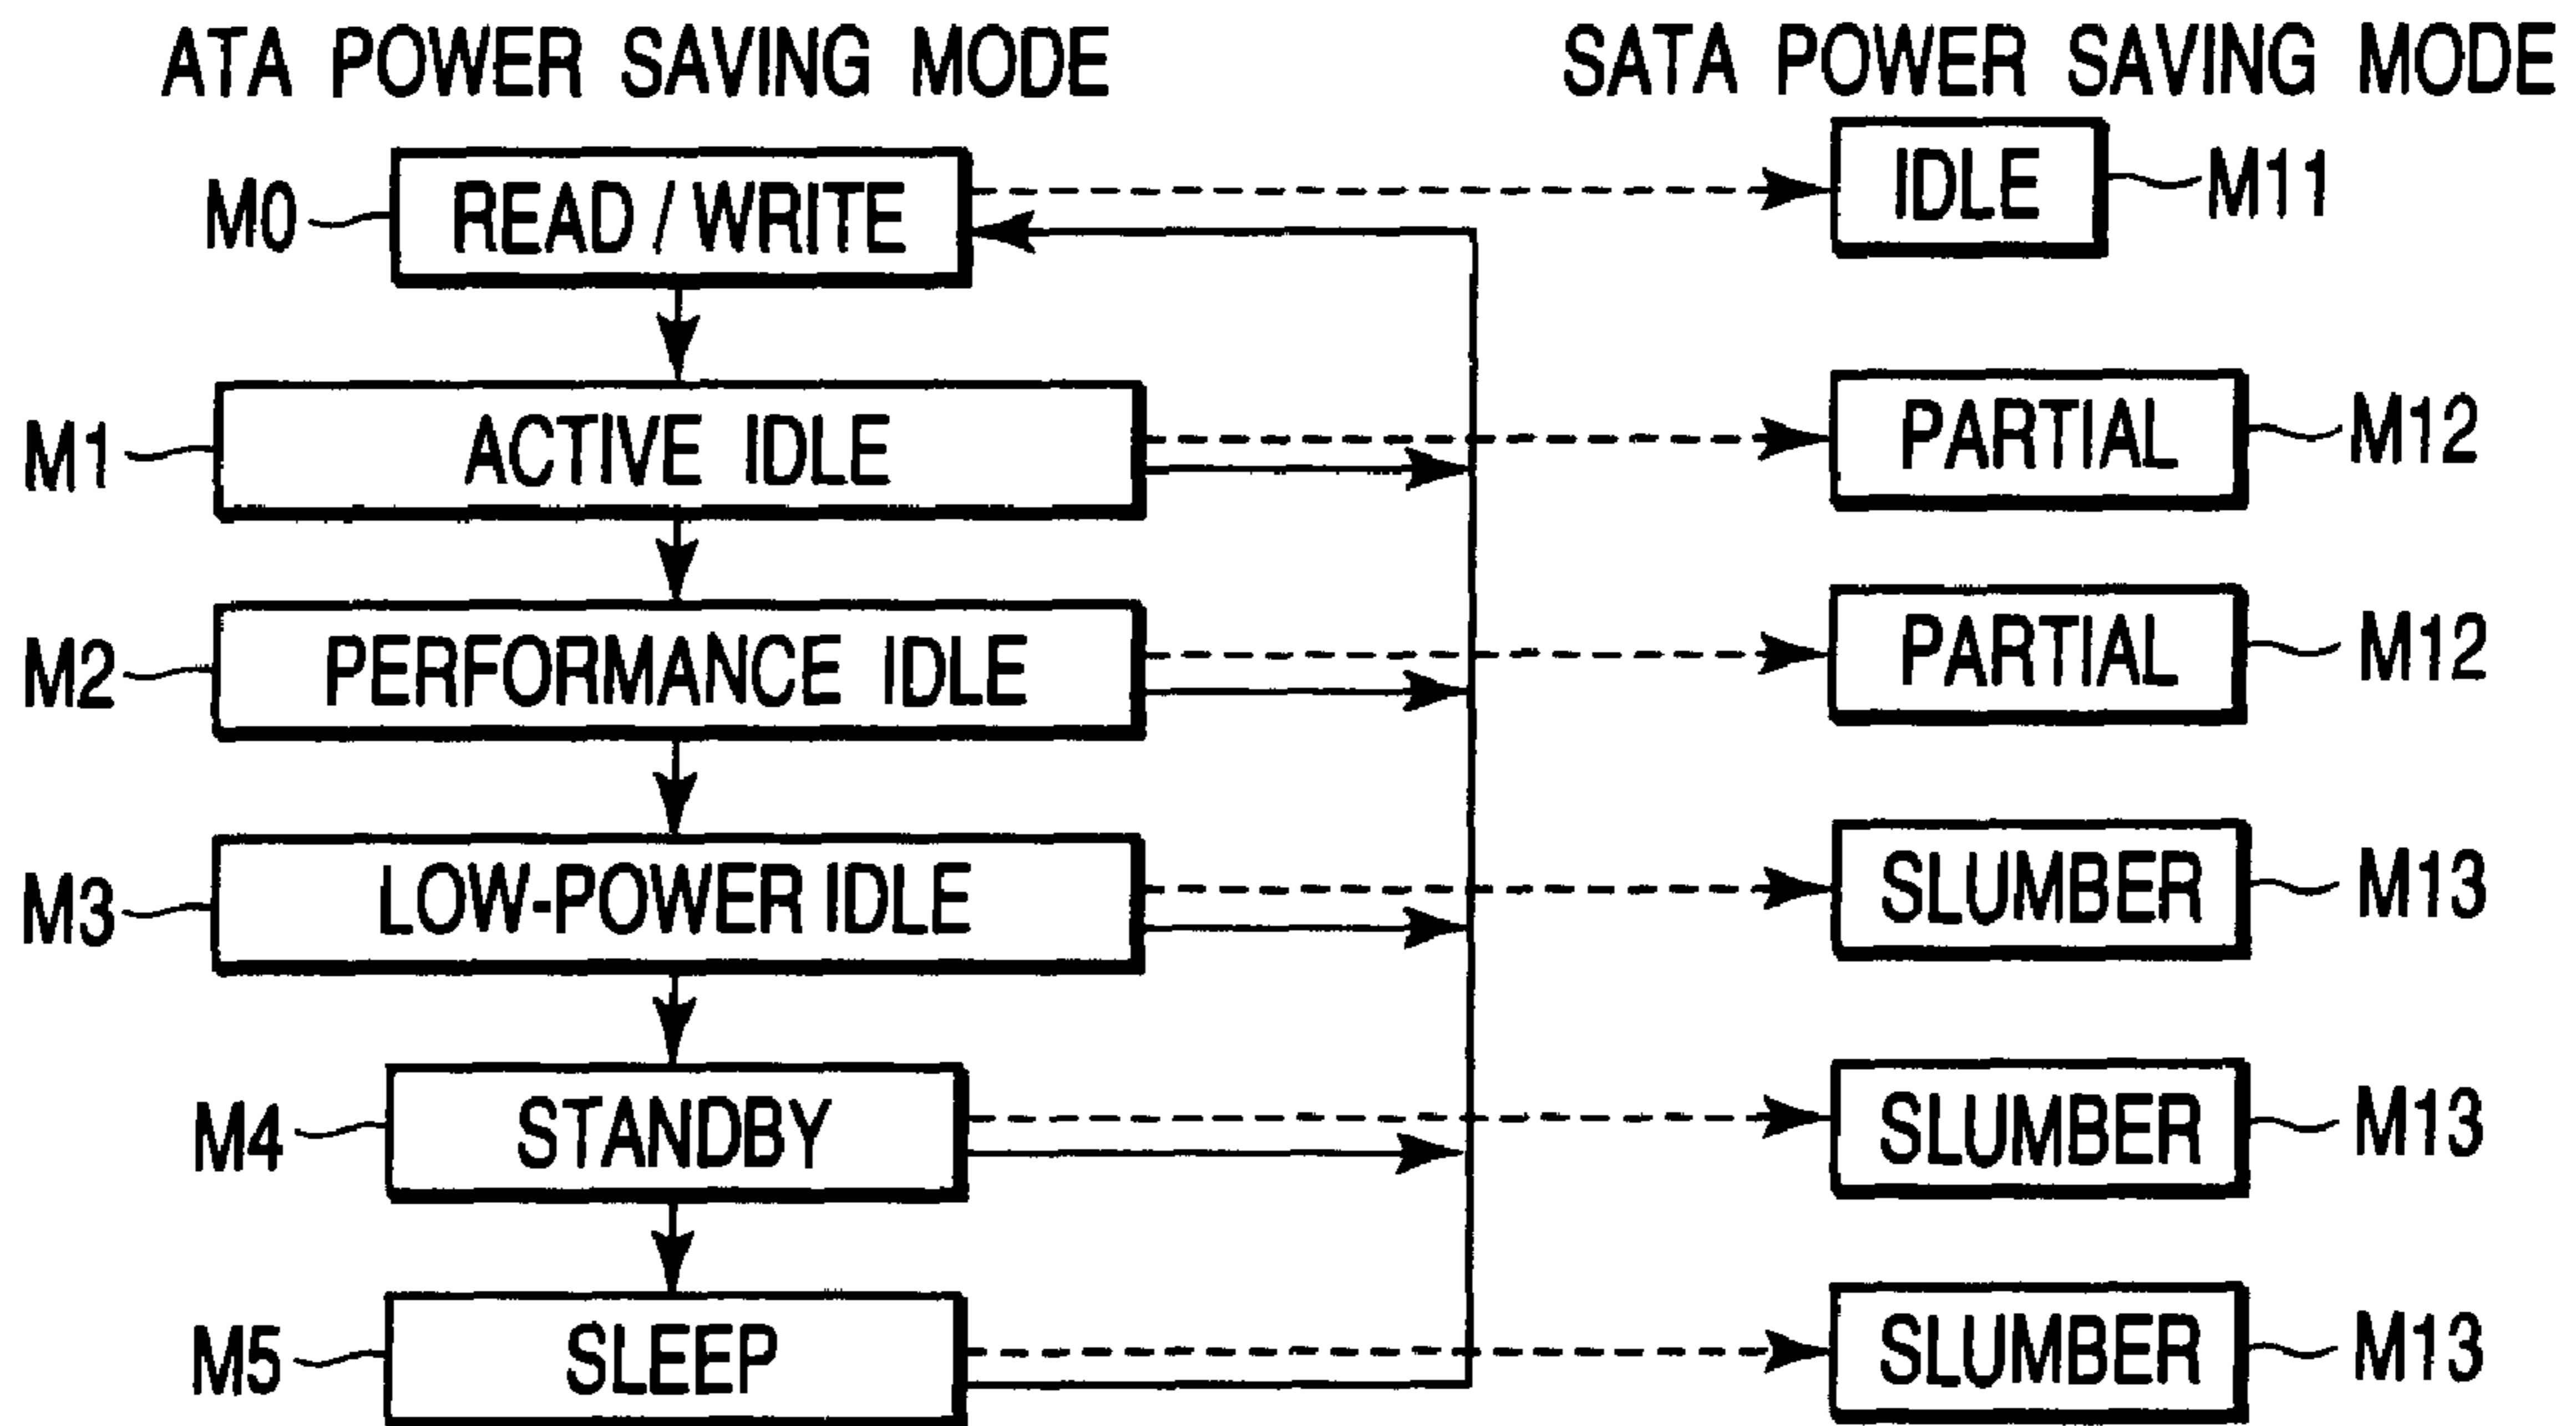 ATA POWER SAVING MODE
SATA POWER SAVING MODE
M0 READ / WRITE
IDLE M11
M1 ACTIVE IDLE
PARTIAL M12
M2 PERFORMANCE IDLE
PARTIAL M12
M3 LOW-POWER IDLE
SLUMBER M13
M4 STANDBY
SLUMBER M13
M5 SLEEP
SLUMBER M13